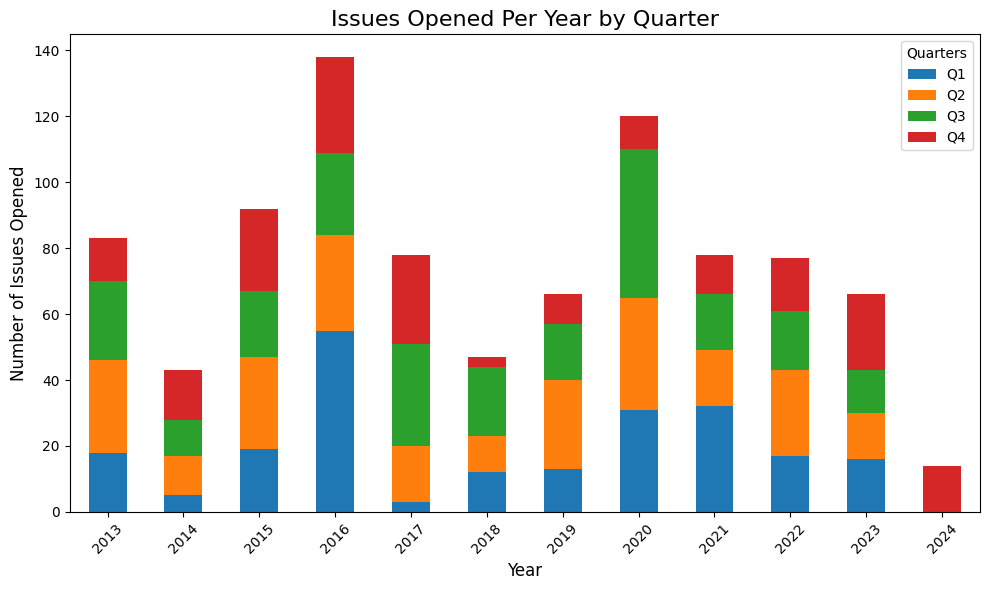 Issues Opened Per Year by Quarter
Number of Issues Opened
140
120
100
80
60
40
20
0
Quarters
Q1
Q2
Q3
Q4
2013
2014
2015
2016
2017
2018
2019
2020
2021
2022
2023
2024
Year